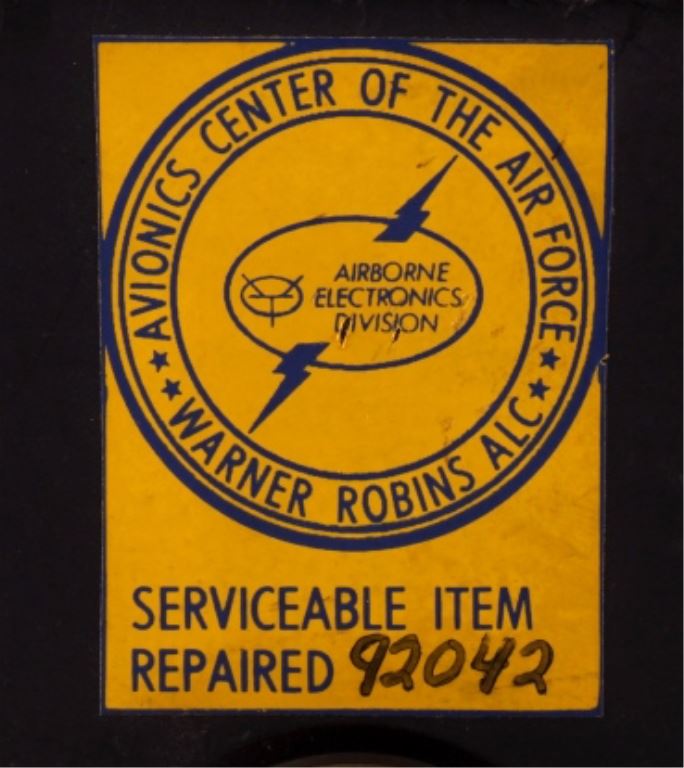 AVIONICS CENTER OF THE AIR FORCE
AIRBORNE
ELECTRONICS
DIVISION
WARNER ROBINS ALC
SERVICEABLE ITEM
REPAIRED 92042